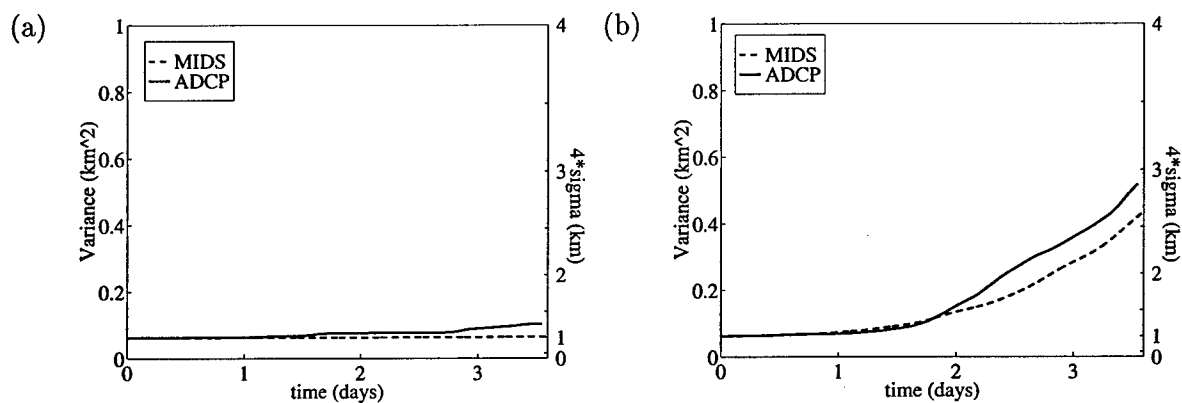 (a)
1
0.8
0.6
0.4
0.2
0
Variance (km^2)
MIDS
ADCP
4
3
2
1
0
4*sigma (km)
0 1 2 3
time (days)
(b)
1
0.8
0.6
0.4
0.2
0
Variance (km^2)
MIDS
ADCP
4
3
2
1
0
4*sigma (km)
0 1 2 3
time (days)